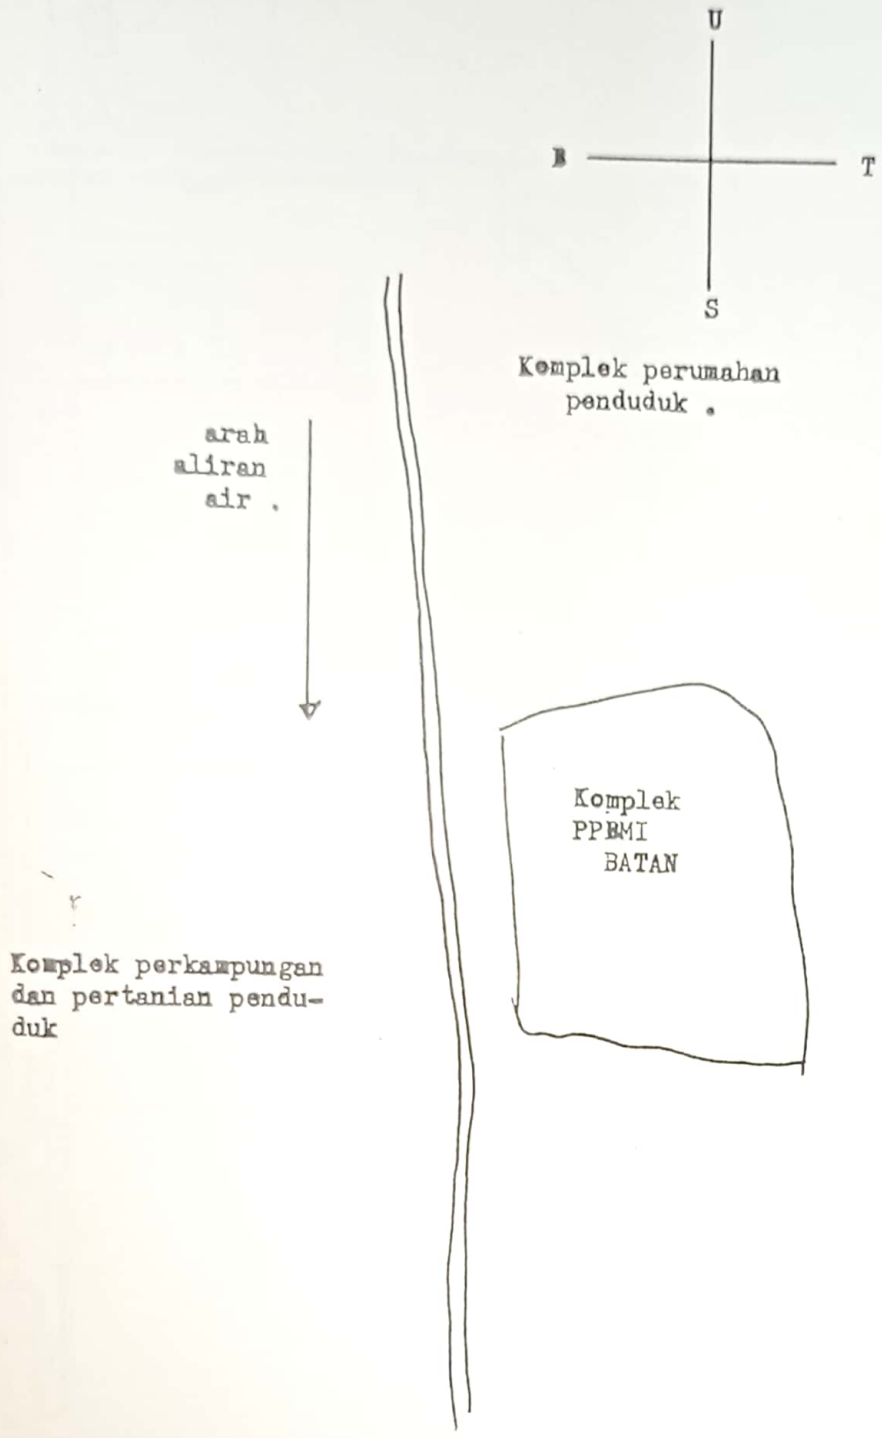 U
B
T
S
Komplek perumahan
penduduk .
arah
aliran
air .
Komplek
PPBMI
BATAN
Komplek perkampungan
dan pertanian pendu-
duk